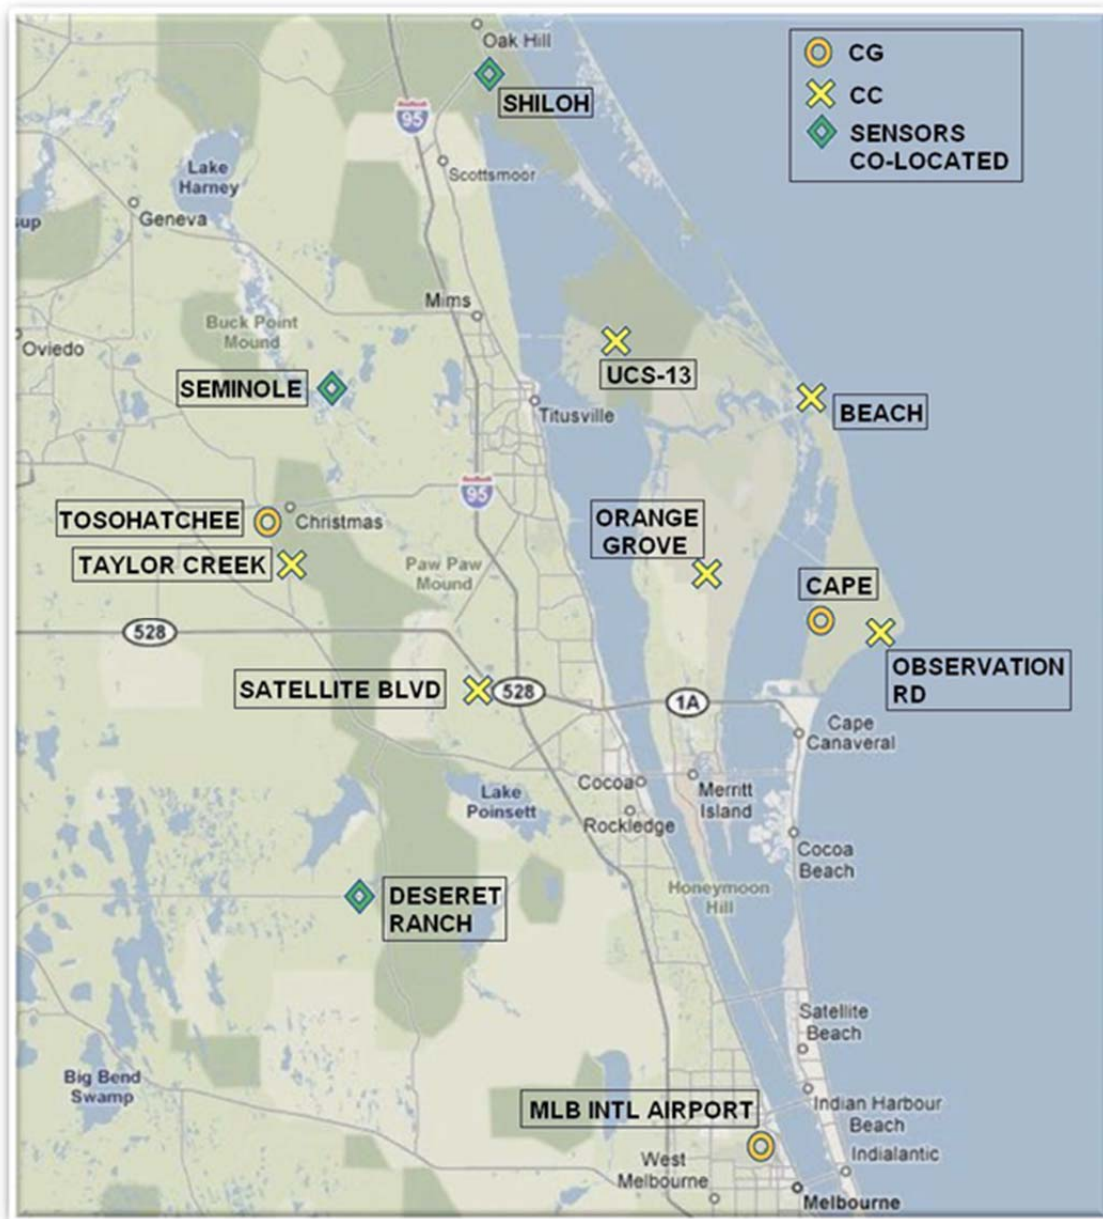 Oak Hill
CG
SHILOH
CC
95
SENSORS
CO-LOCATED
Lake
Harney
Scottsmoor
Geneva
sup
Mims
Buck Point
Mound
Oviedo
UCS-13
SEMINOLE
Titusville
BEACH
95
TOSOHATCHEE
Christmas
ORANGE
GROVE
TAYLOR CREEK
Paw Paw
Mound
CAPE
528
OBSERVATION
RD
SATELLITE BLVD
528
1A
Cape
Canaveral
Lake
Poinsett
Cocoa
Merritt
Island
Rockledge
Cocoa
Beach
DESERET
RANCH
Honeymoon
Hill
Satellite
Beach
Big Bend
Swamp
MLB INTL AIRPORT
Indian Harbour
Beach
West
Melbourne
Indialantic
Melbourne